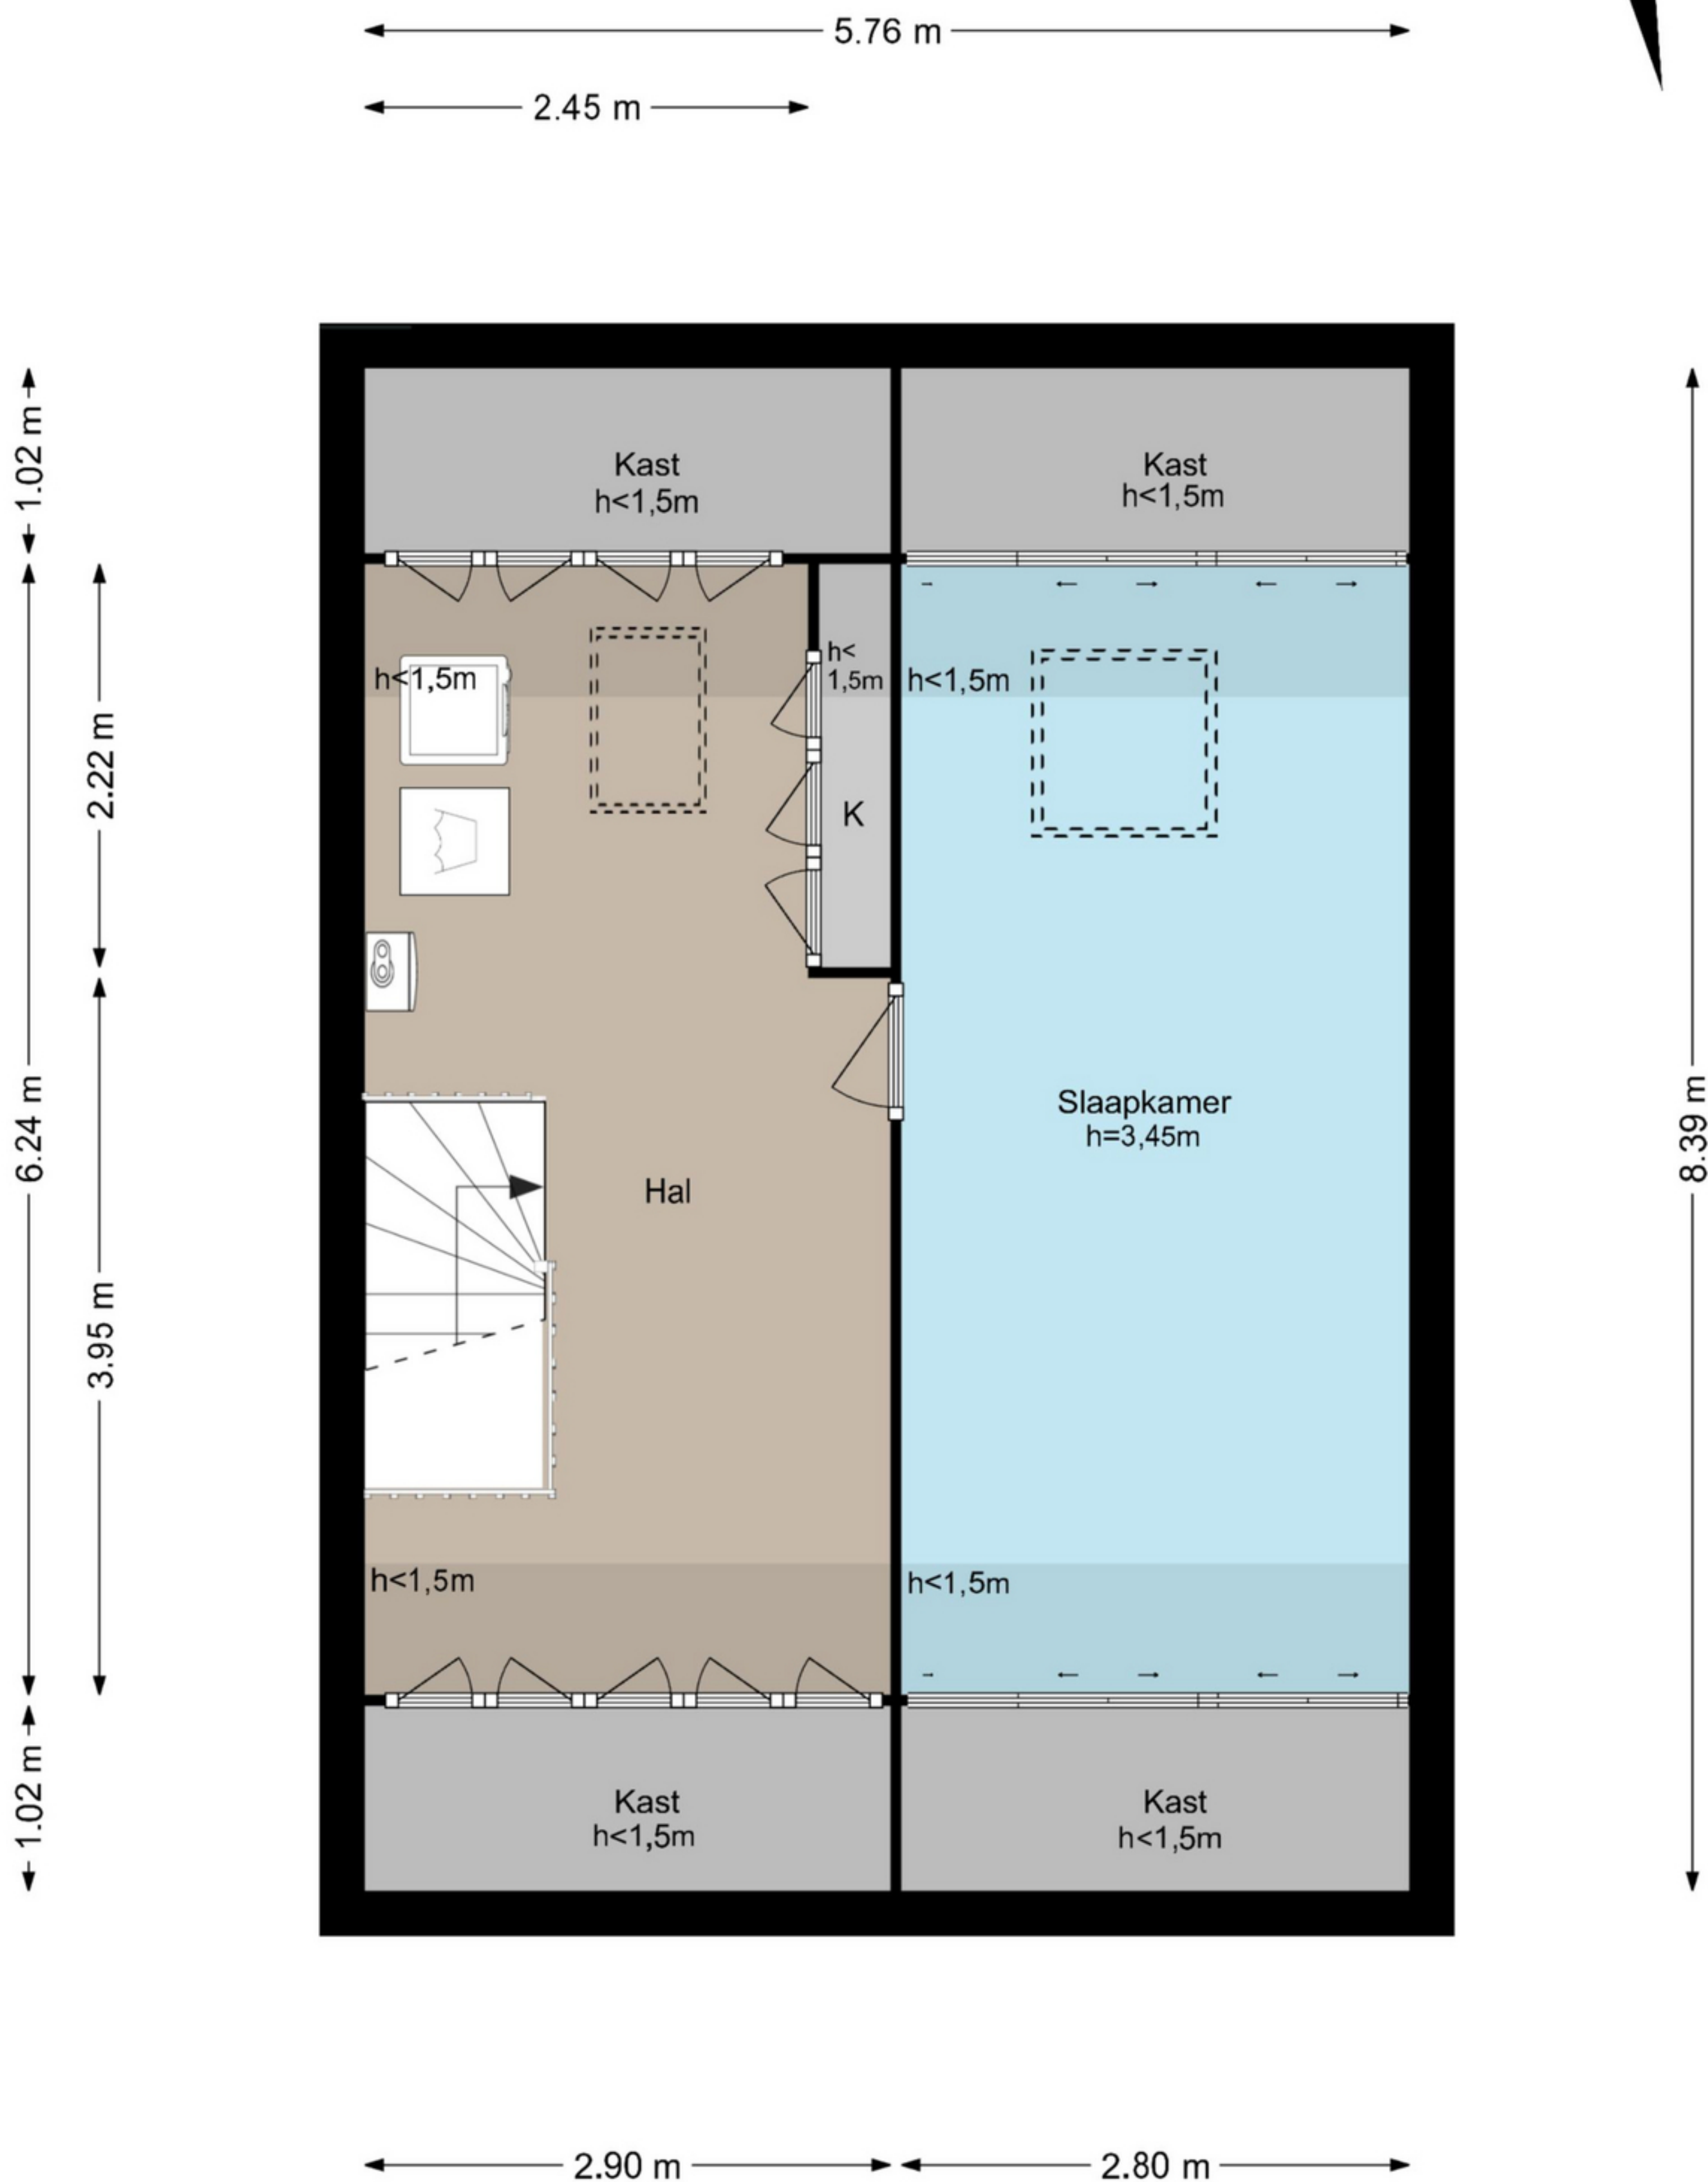 5.76 m
2.45 m
1.02 m
2.22 m
6.24 m
3.95 m
1.02 m
8.39 m
Kast
h<1,5m
Kast
h<1,5m
h<1,5m
h<
1,5m
h<1,5m
K
Slaapkamer
h=3,45m
Hal
h<1,5m
h<1,5m
Kast
h<1,5m
Kast
h<1,5m
2.90 m
2.80 m